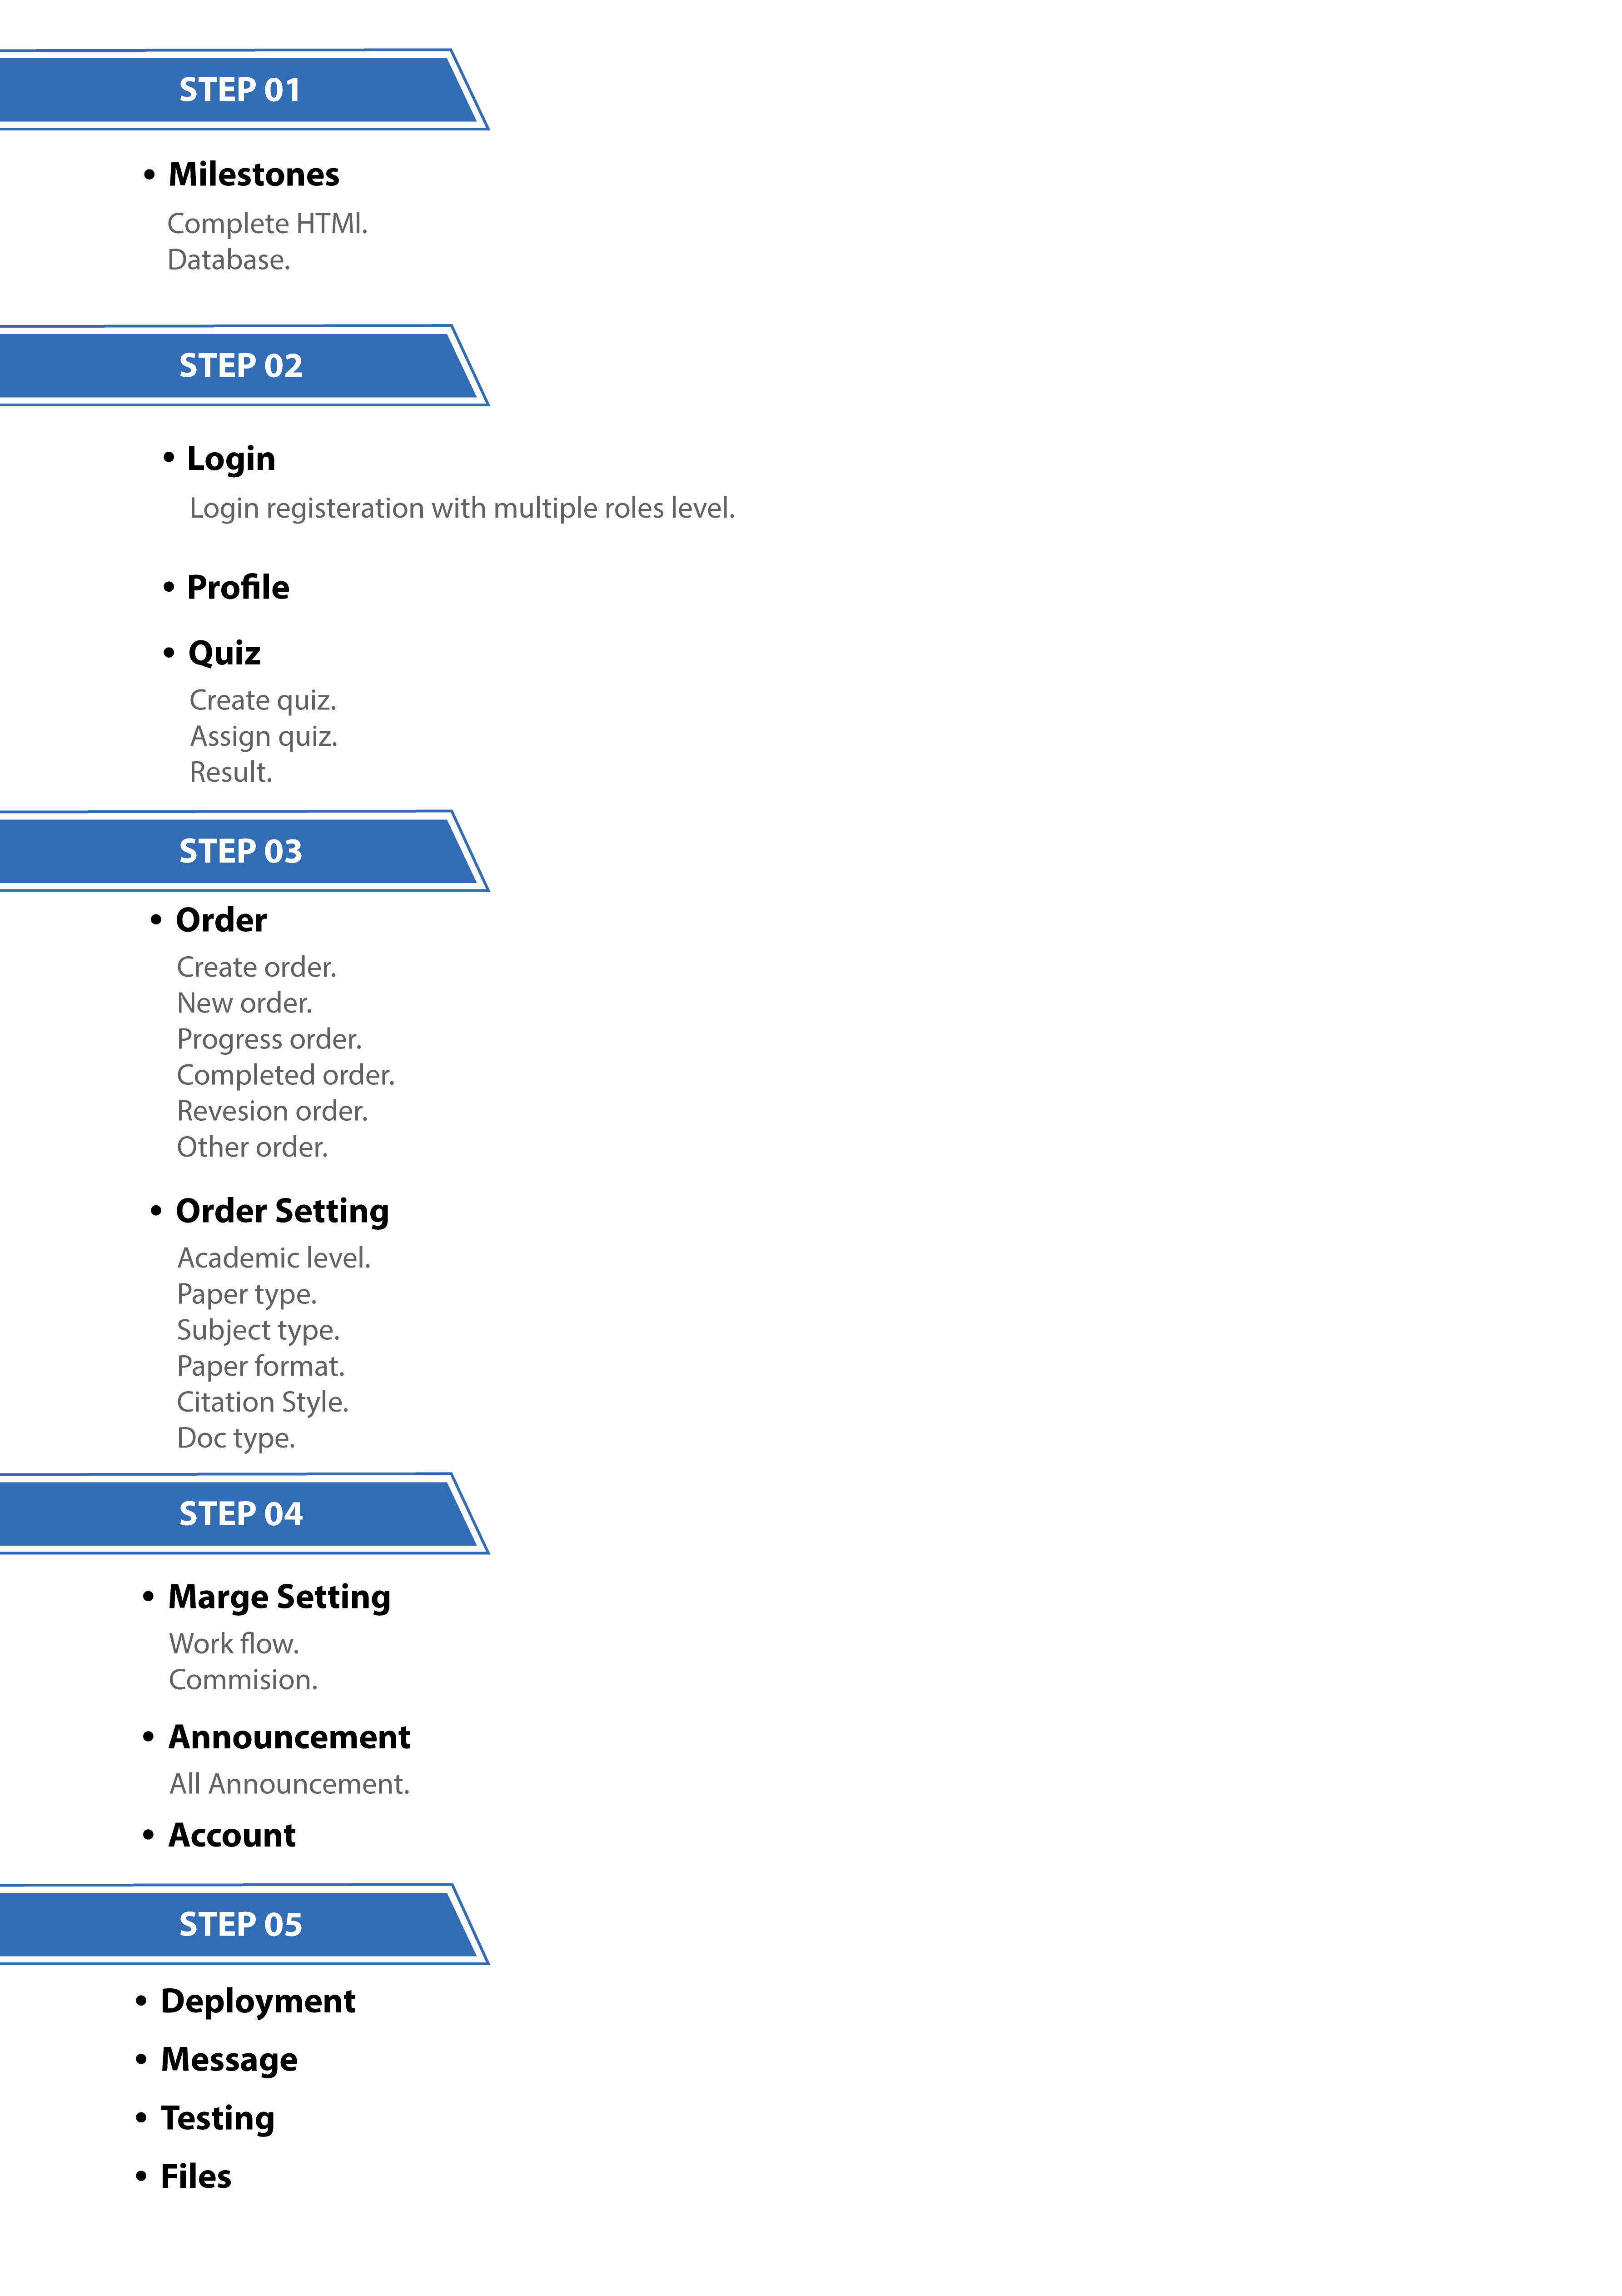 STEP 01
• Milestones
Complete HTMl.
Database.
STEP 02
• Login
Login registeration with multiple roles level.
• Profile
• Quiz
Create quiz.
Assign quiz.
Result.
STEP 03
• Order
Create order.
New order.
Progress order.
Completed order.
Revesion order.
Other order.
• Order Setting
Academic level.
Paper type.
Subject type.
Paper format.
Citation Style.
Doc type.
STEP 04
• Marge Setting
Work flow.
Commision.
• Announcement
All Announcement.
• Account
STEP 05
• Deployment
• Message
• Testing
• Files